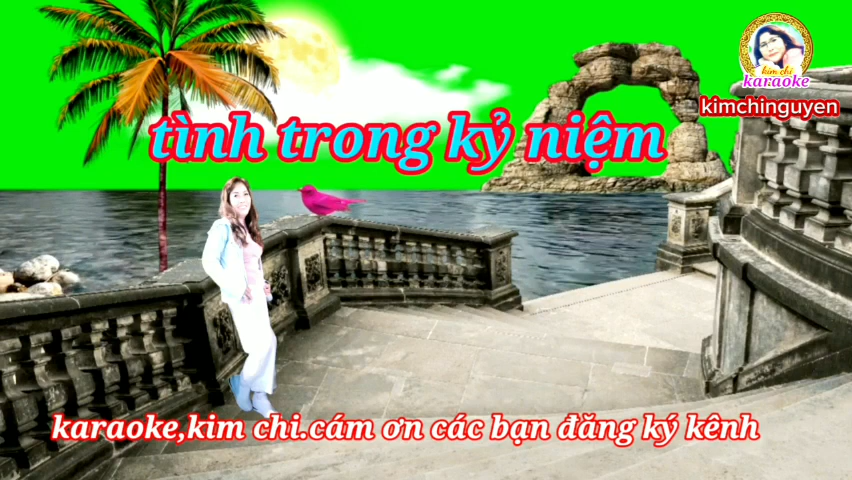 kim chi
karaoke
kimchinguyen
tình trong kỷ niệm
karaoke,kim chi.cám ơn các bạn đăng ký kênh